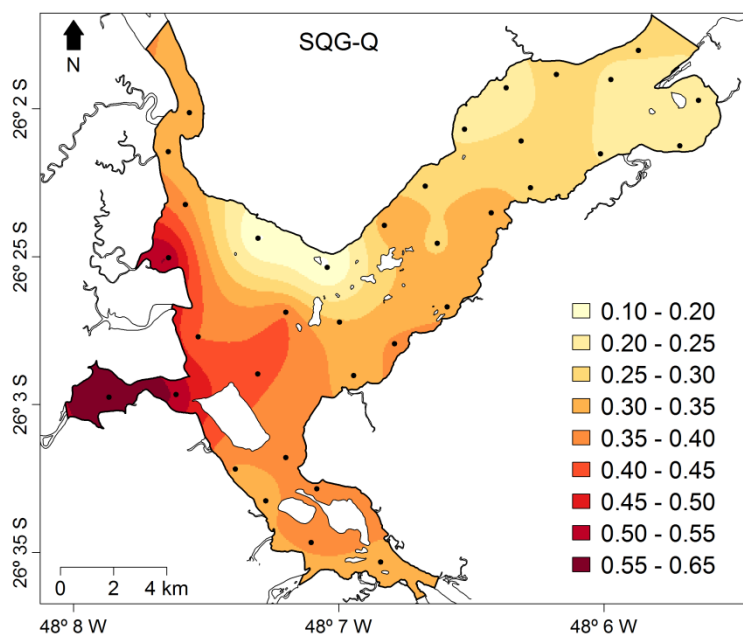 SQG-Q
N
26° 2 S
26° 25 S
26° 3 S
26° 35 S
0.10 - 0.20
0.20 - 0.25
0.25 - 0.30
0.30 - 0.35
0.35 - 0.40
0.40 - 0.45
0.45 - 0.50
0.50 - 0.55
0.55 - 0.65
0 2 4 km
48° 8 W 48° 7 W 48° 6 W